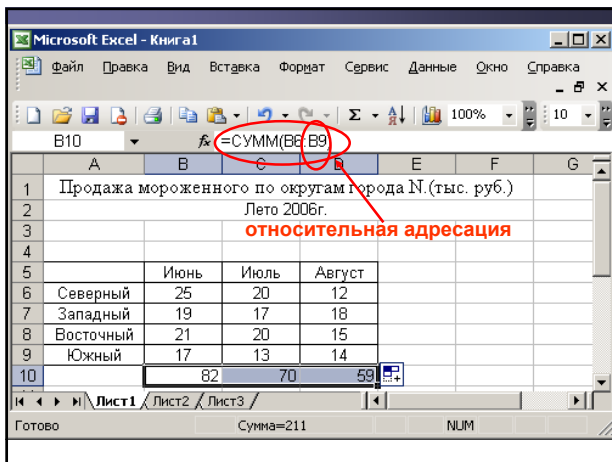 Microsoft Excel - Книга1
Файл Правка Вид Вставка Формат Сервис Данные Окно Справка
100% 10
B10 fx =СУММ(B6:B9)
A B C D E F G
1 Продажа мороженного по округам города N.(тыс. руб.)
2 Лето 2006г.
3 относительная адресация
4
5 Июнь Июль Август
6 Северный 25 20 12
7 Западный 19 17 18
8 Восточный 21 20 15
9 Южный 17 13 14
10 82 70 59
Лист1 Лист2 Лист3
Готово Сумма=211 NUM